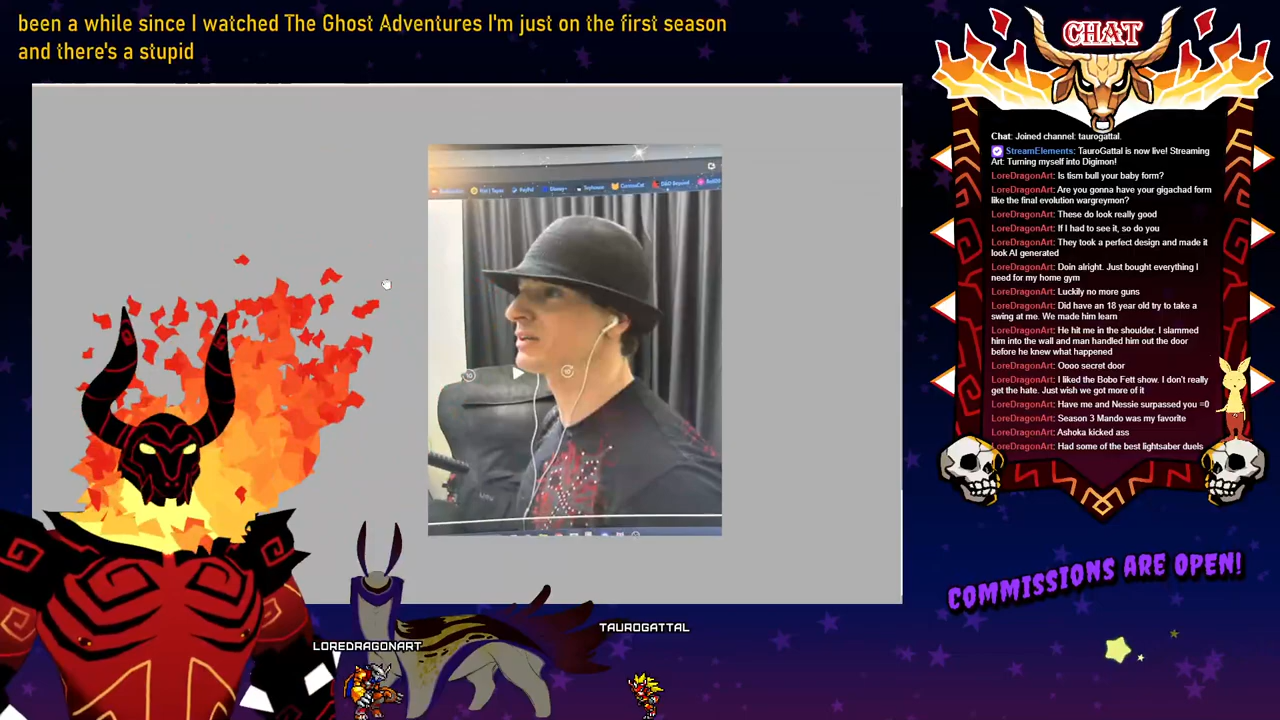 been a while since I watched The Ghost Adventures I'm just on the first season
and there's a stupid
CHAT
Chat: Joined channel: taurogattal.
StreamElements: TauroGattal is now live! Streaming
Art: Turning myself into Digimon!
LoreDragonArt: Is tism bull your baby form?
LoreDragonArt: Are you gonna have your gigachad form
like the final evolution wargreymon?
LoreDragonArt: These do look really good
LoreDragonArt: If I had to see it, so do you
LoreDragonArt: They took a perfect design and made it
look AI generated
LoreDragonArt: Doin alright. Just bought everything I
need for my home gym
LoreDragonArt: Luckily no more guns
LoreDragonArt: Did have an 18 year old try to take a
swing at me. We made him learn
LoreDragonArt: He hit me in the shoulder. I slammed
him into the wall and man handled him out the door
before he knew what happened
LoreDragonArt: Oooo secret door
LoreDragonArt: I liked the Bobo Fett show. I don't really
get the hate. Just wish we got more of it
LoreDragonArt: Have me and Nessie surpassed you =0
LoreDragonArt: Season 3 Mando was my favorite
LoreDragonArt: Ashoka kicked ass
LoreDragonArt: Had some of the best lightsaber duels
PayPal
Disney+
10
10
COMMISSIONS ARE OPEN!
TAUROGATTAL
LOREDRAGONART